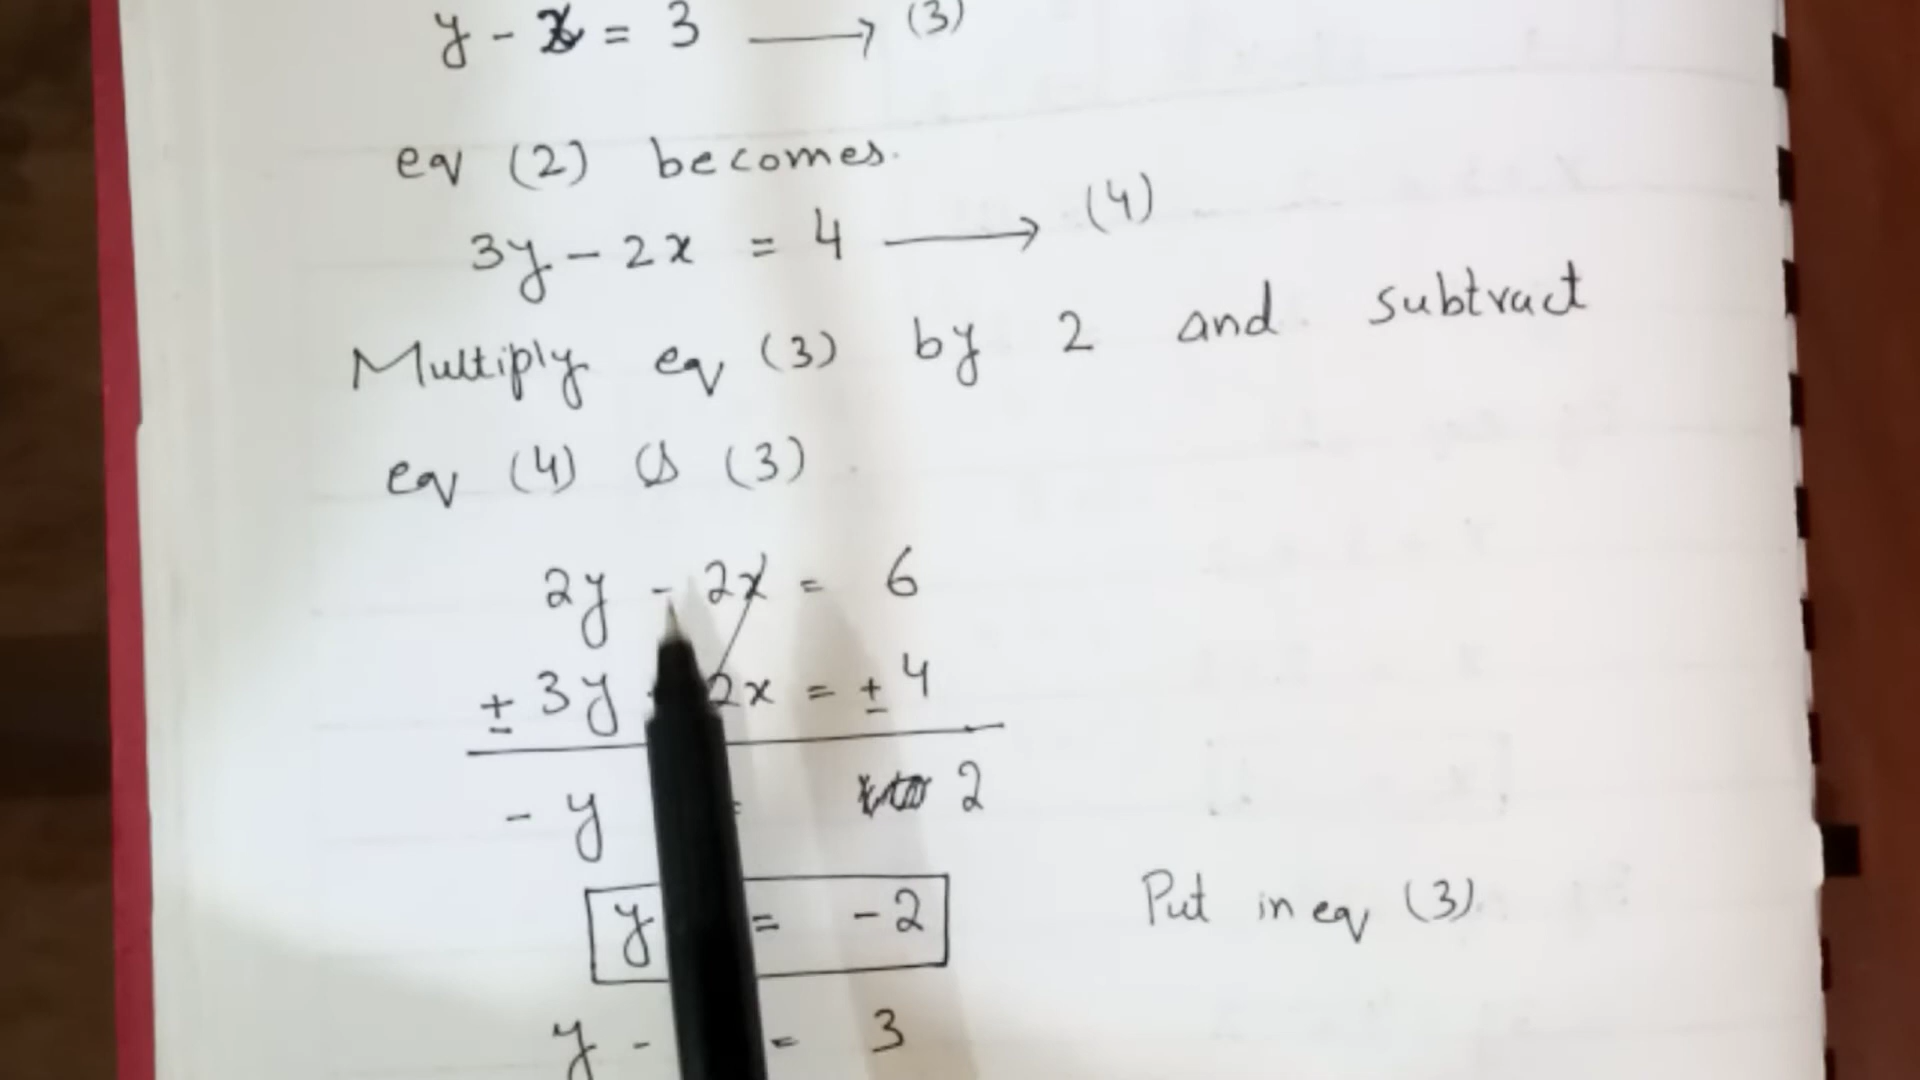 y - x = 3 ⟶ (3)
eq (2) becomes.
3y - 2x = 4 ⟶ (4)
Multiply eq (3) by 2 and subtract
eq (4) & (3)
2y - 2x = 6
± 3y 2x = ± 4
- y = 2
y = -2 Put in eq (3)
y - = 3